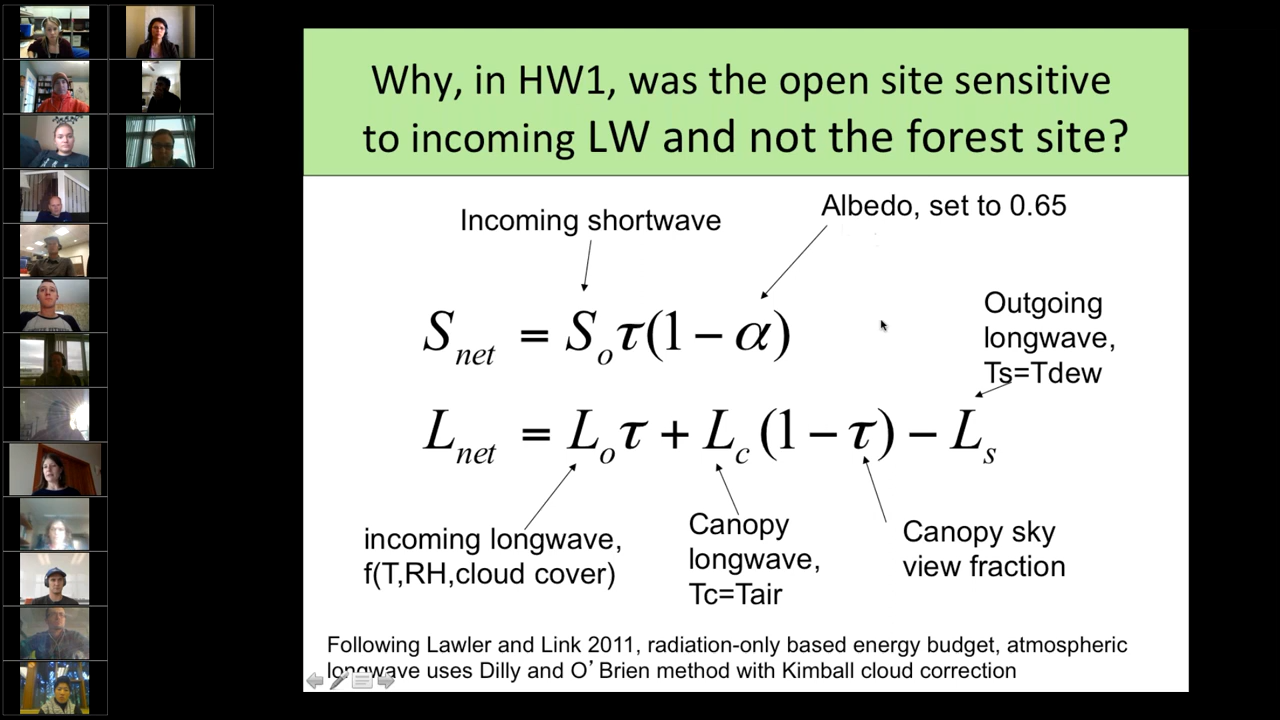 Why, in HW1, was the open site sensitive
to incoming LW and not the forest site?
Incoming shortwave
Albedo, set to 0.65
S_net = S_o τ(1 − α)
Outgoing
longwave,
Ts=Tdew
L_net = L_o τ + L_c (1 − τ) − L_s
incoming longwave,
f(T,RH,cloud cover)
Canopy
longwave,
Tc=Tair
Canopy sky
view fraction
Following Lawler and Link 2011, radiation-only based energy budget, atmospheric
longwave uses Dilly and O’Brien method with Kimball cloud correction